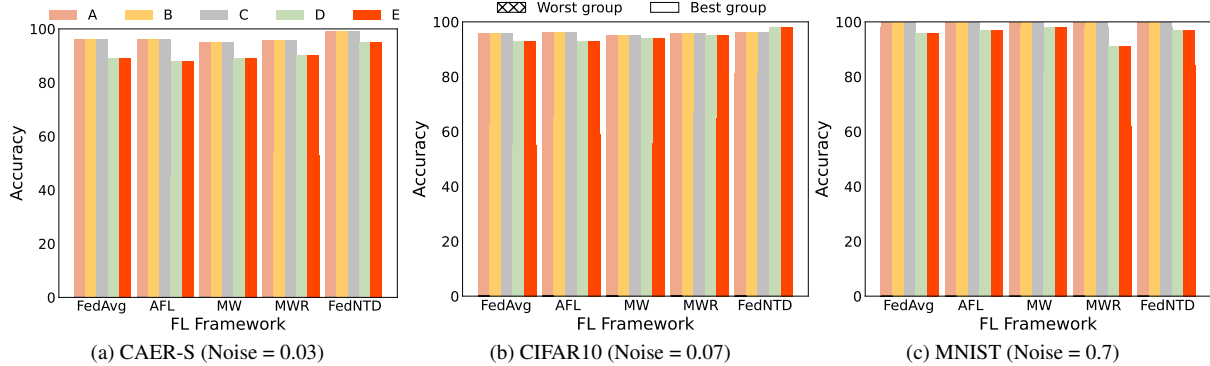 A B C D E
Worst group Best group
Accuracy
100
80
60
40
20
0
FedAvg AFL MW MWR FedNTD
FL Framework
(a) CAER-S (Noise = 0.03)
Accuracy
100
80
60
40
20
0
FedAvg AFL MW MWR FedNTD
FL Framework
(b) CIFAR10 (Noise = 0.07)
Accuracy
100
80
60
40
20
0
FedAvg AFL MW MWR FedNTD
FL Framework
(c) MNIST (Noise = 0.7)